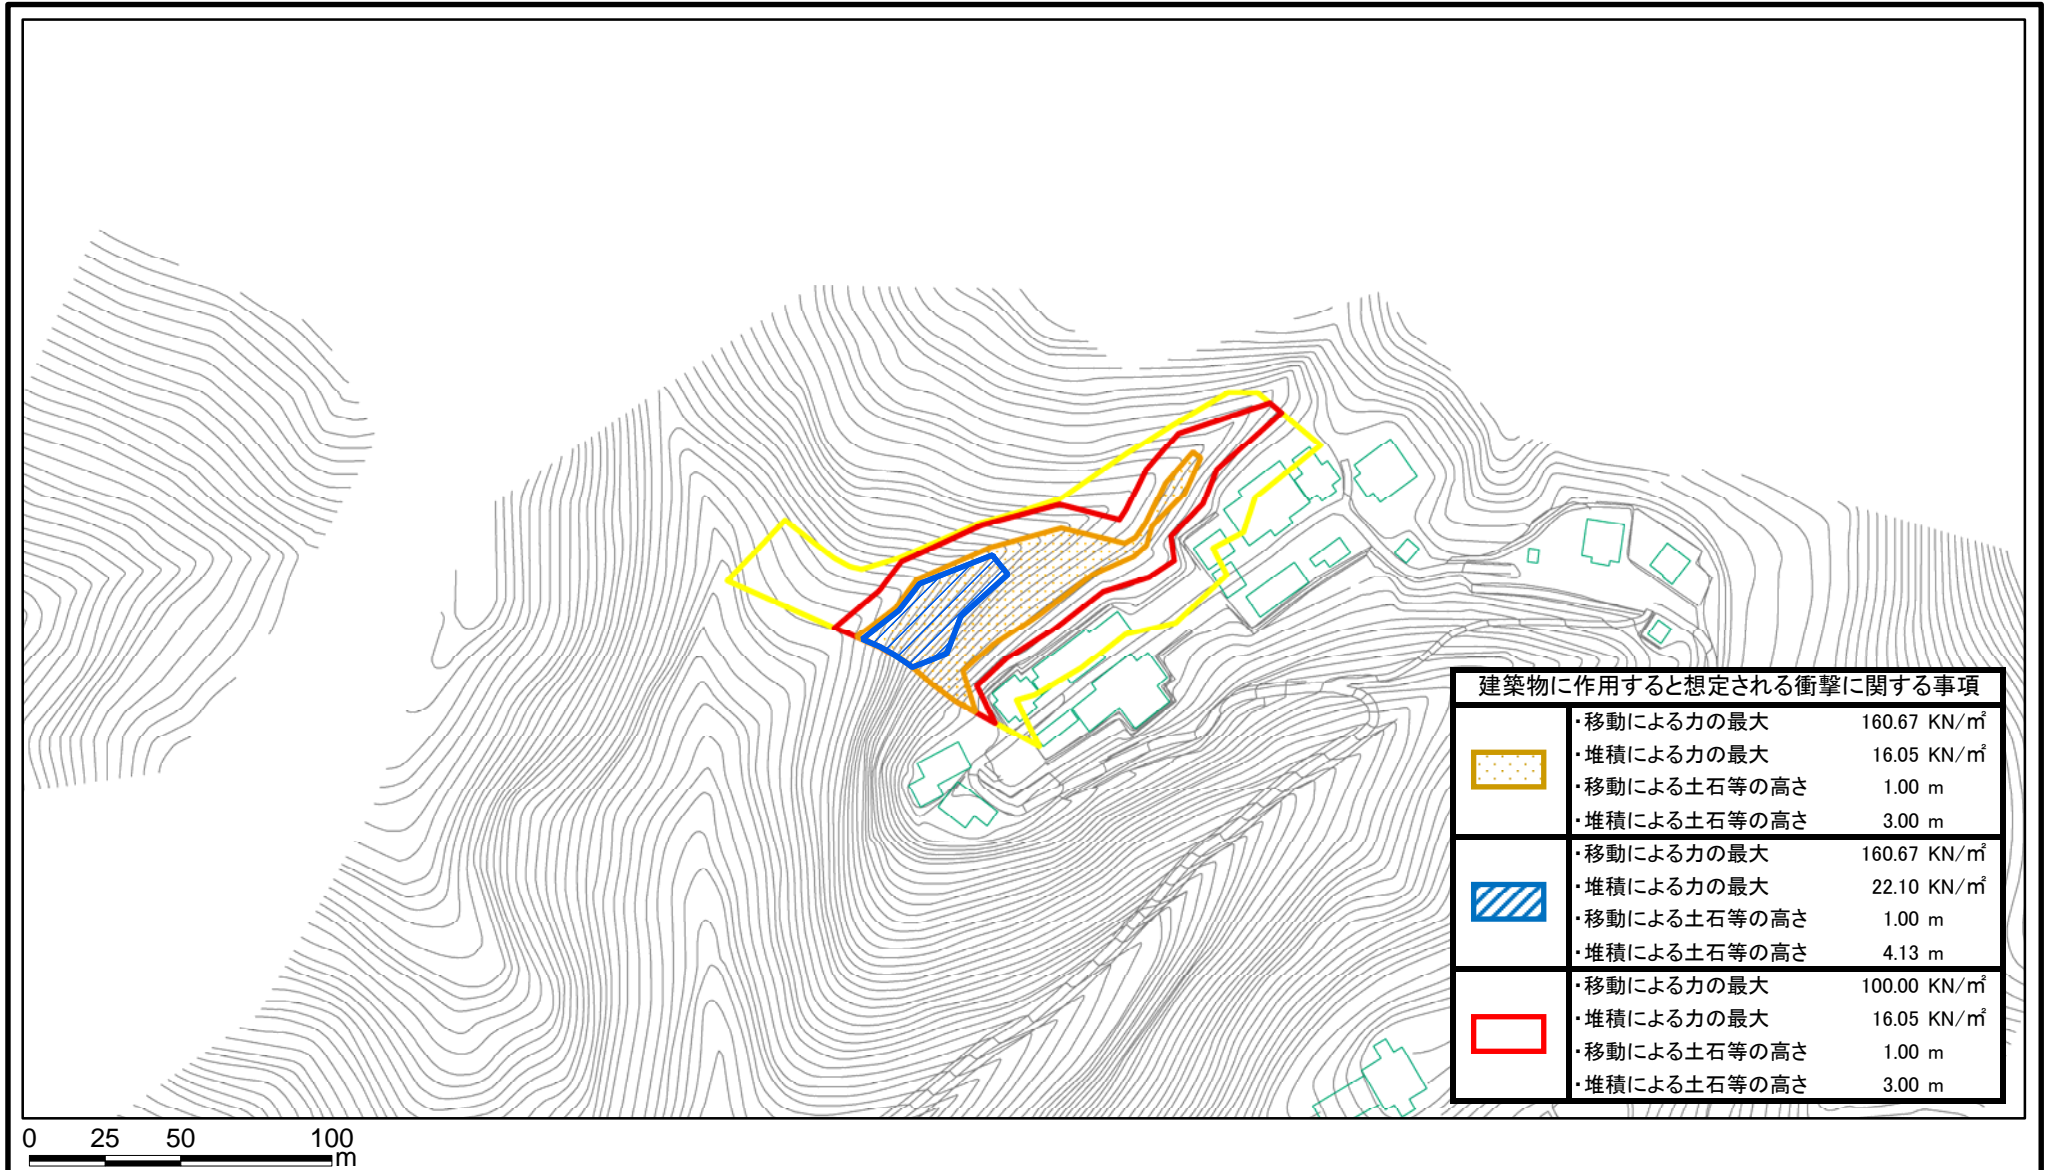 建築物に作用すると想定される衝撃に関する事項
・移動による力の最大 160.67 KN/㎡
・堆積による力の最大 16.05 KN/㎡
・移動による土石等の高さ 1.00 m
・堆積による土石等の高さ 3.00 m
・移動による力の最大 160.67 KN/㎡
・堆積による力の最大 22.10 KN/㎡
・移動による土石等の高さ 1.00 m
・堆積による土石等の高さ 4.13 m
・移動による力の最大 100.00 KN/㎡
・堆積による力の最大 16.05 KN/㎡
・移動による土石等の高さ 1.00 m
・堆積による土石等の高さ 3.00 m
0 25 50 100
m